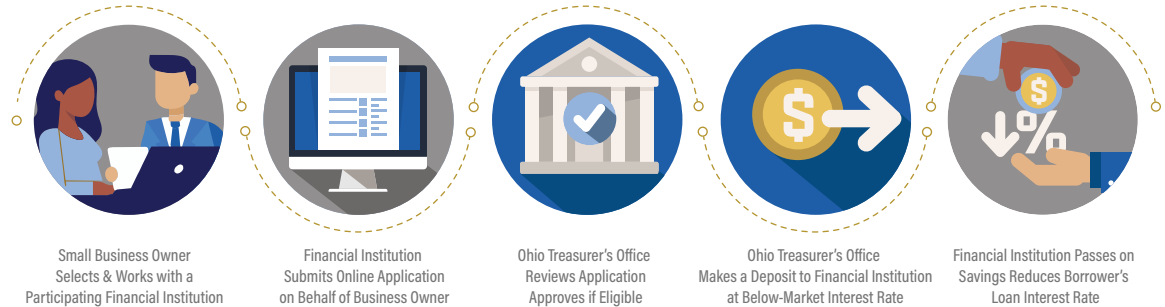 $
$
%
Small Business Owner
Selects & Works with a
Participating Financial Institution
Financial Institution
Submits Online Application
on Behalf of Business Owner
Ohio Treasurer's Office
Reviews Application
Approves if Eligible
Ohio Treasurer's Office
Makes a Deposit to Financial Institution
at Below-Market Interest Rate
Financial Institution Passes on
Savings Reduces Borrower's
Loan Interest Rate